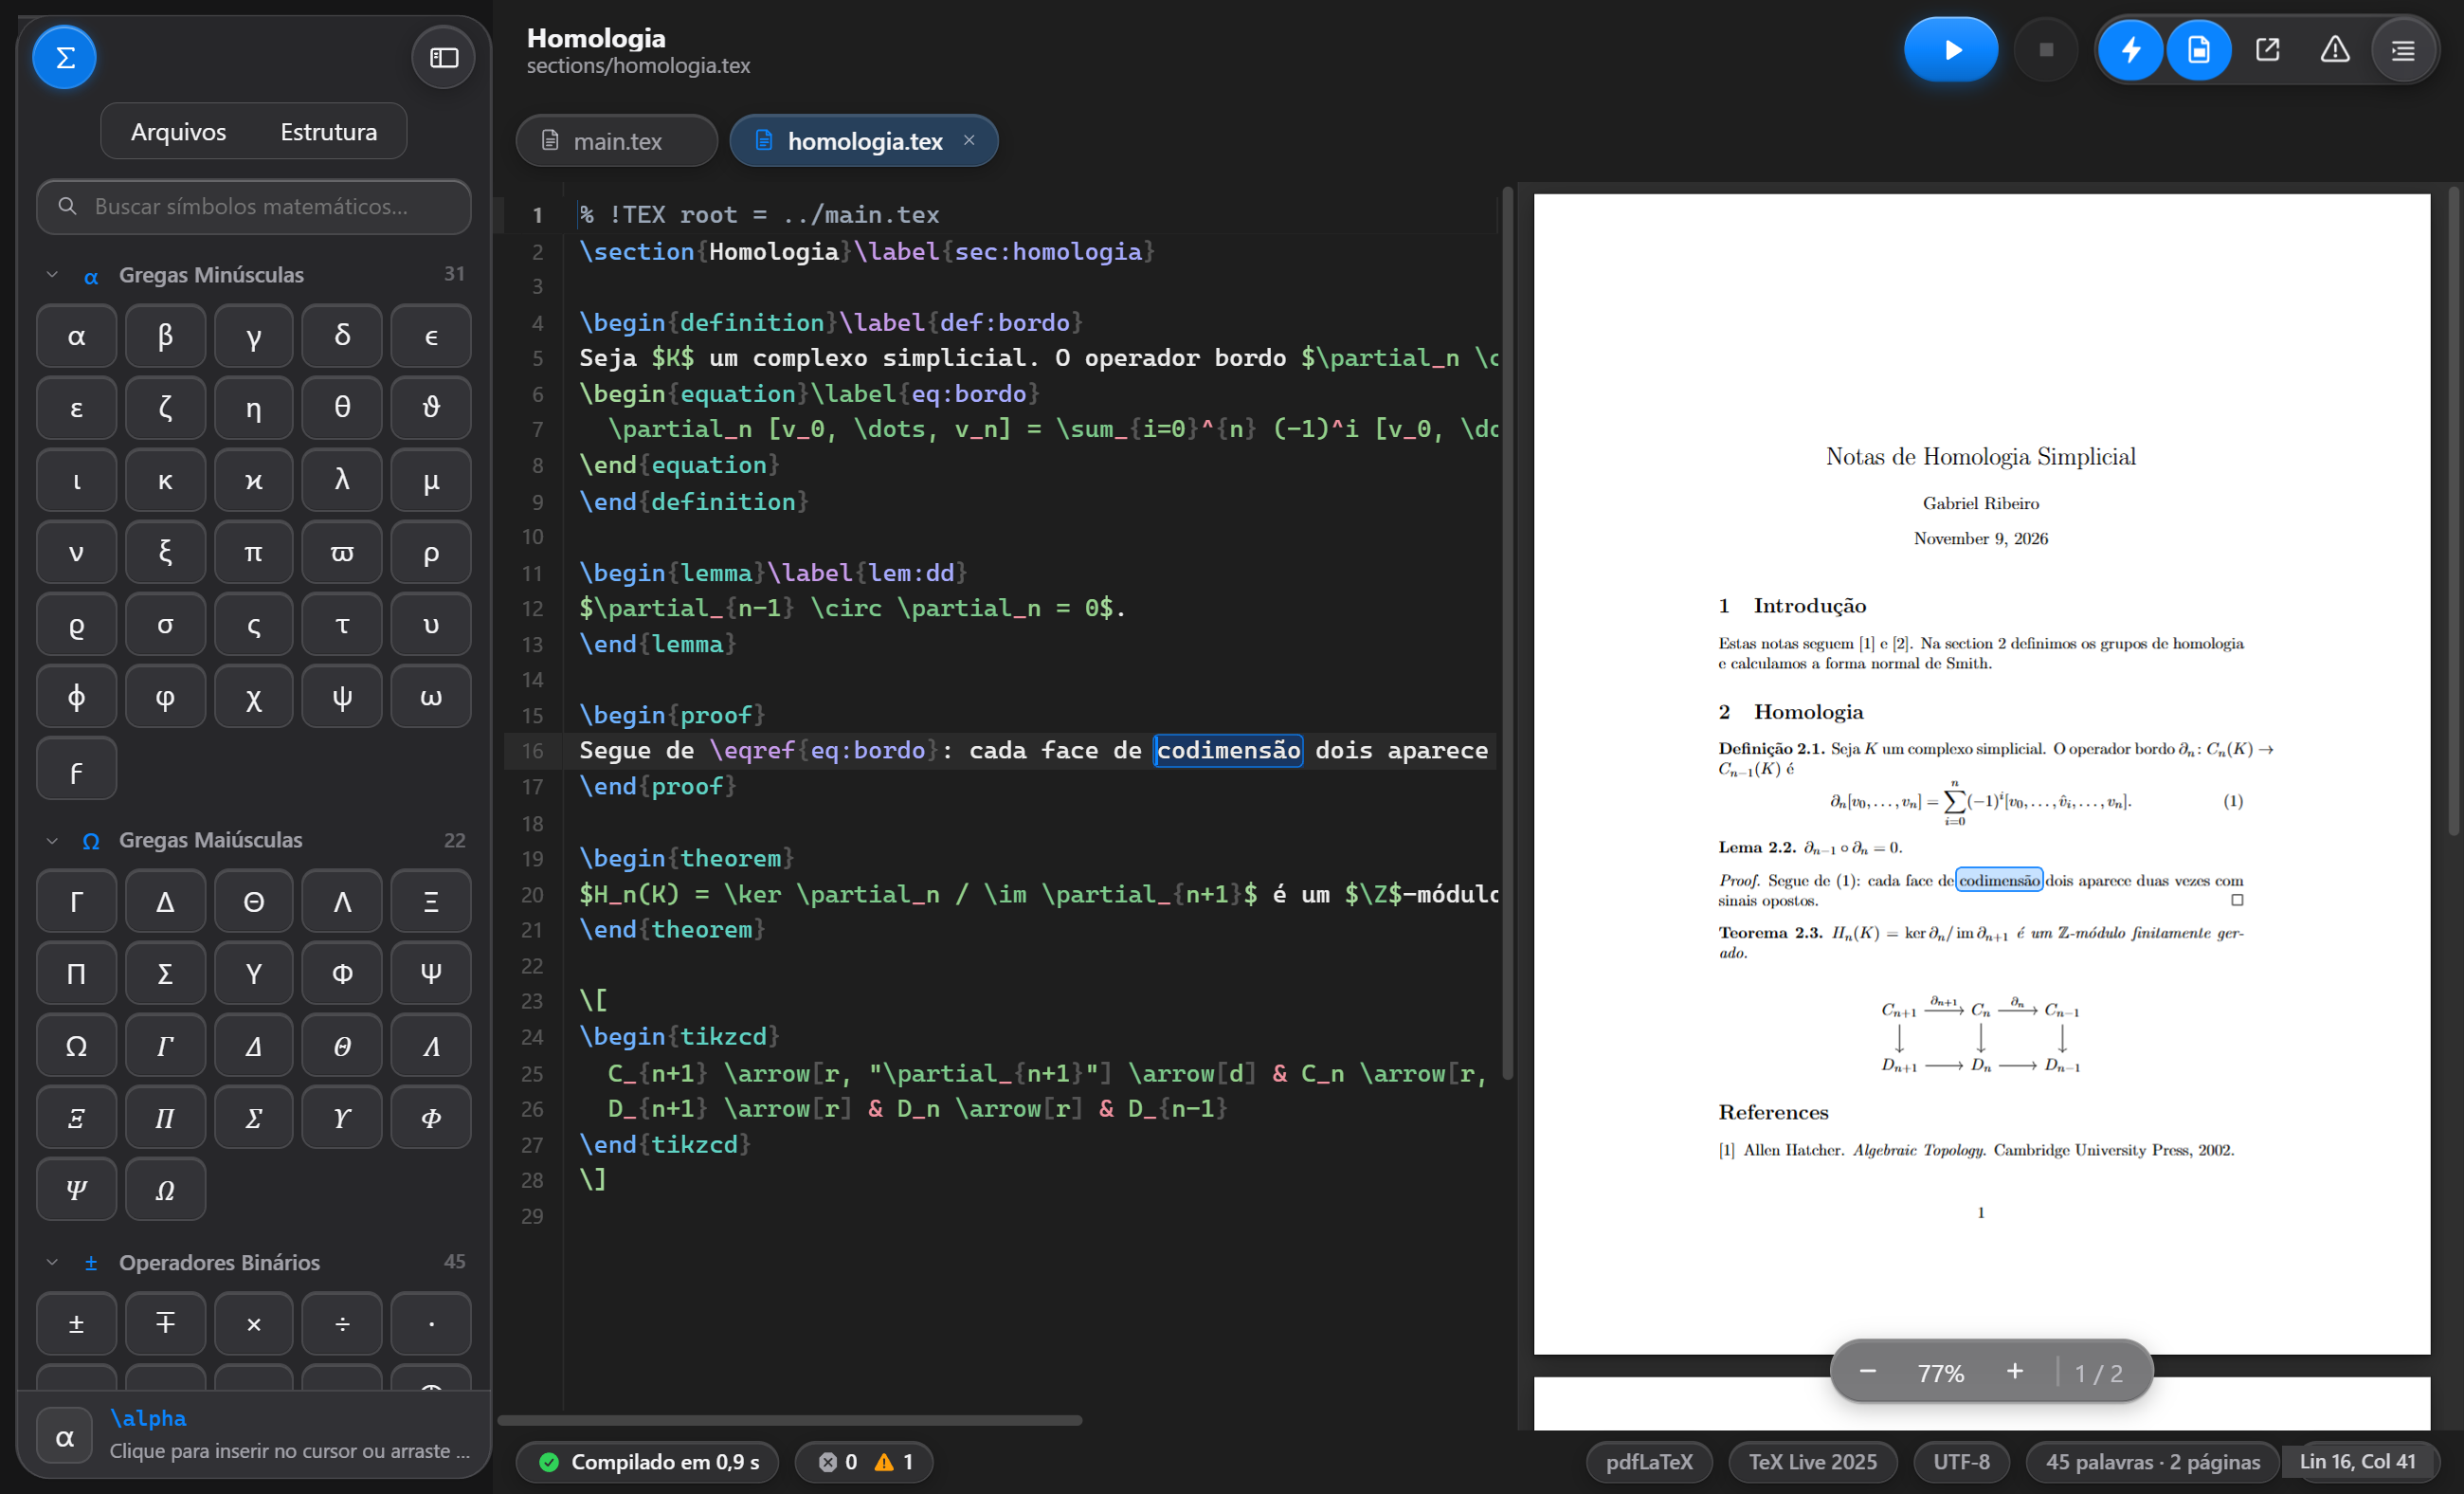 Σ
Arquivos Estrutura
Buscar símbolos matemáticos...
α Gregas Minúsculas 31
α β γ δ ϵ
ε ζ η θ ϑ
ι κ ϰ λ μ
ν ξ π ϖ ρ
ϱ σ ς τ υ
ϕ φ χ ψ ω
ϝ
Ω Gregas Maiúsculas 22
Γ Δ Θ Λ Ξ
Π Σ Υ Φ Ψ
Ω 𝛤 𝛥 𝛩 𝛬
𝛯 𝛱 𝛴 𝛶 𝛷
𝛹 𝛺
± Operadores Binários 45
± ∓ × ÷ ·
α \alpha
Clique para inserir no cursor ou arraste ...
Homologia
sections/homologia.tex
main.tex homologia.tex ×
1 % !TEX root = ../main.tex
2 \section{Homologia}\label{sec:homologia}
3
4 \begin{definition}\label{def:bordo}
5 Seja $K$ um complexo simplicial. O operador bordo $\partial_n \c
6 \begin{equation}\label{eq:bordo}
7 \partial_n [v_0, \dots, v_n] = \sum_{i=0}^{n} (-1)^i [v_0, \do
8 \end{equation}
9 \end{definition}
10
11 \begin{lemma}\label{lem:dd}
12 $\partial_{n-1} \circ \partial_n = 0$.
13 \end{lemma}
14
15 \begin{proof}
16 Segue de \eqref{eq:bordo}: cada face de codimensão dois aparece
17 \end{proof}
18
19 \begin{theorem}
20 $H_n(K) = \ker \partial_n / \im \partial_{n+1}$ é um $\Z$-módulo
21 \end{theorem}
22
23 \[
24 \begin{tikzcd}
25 C_{n+1} \arrow[r, "\partial_{n+1}"] \arrow[d] & C_n \arrow[r,
26 D_{n+1} \arrow[r] & D_n \arrow[r] & D_{n-1}
27 \end{tikzcd}
28 \]
29
Notas de Homologia Simplicial
Gabriel Ribeiro
November 9, 2026
1 Introdução
Estas notas seguem [1] e [2]. Na section 2 definimos os grupos de homologia
e calculamos a forma normal de Smith.
2 Homologia
Definição 2.1. Seja K um complexo simplicial. O operador bordo ∂ₙ: Cₙ(K) →
Cₙ₋₁(K) é
∂ₙ[v₀, . . . , vₙ] = ∑ᵢ₌₀ⁿ (−1)ⁱ[v₀, . . . , v̂ᵢ, . . . , vₙ]. (1)
Lema 2.2. ∂ₙ₋₁ ∘ ∂ₙ = 0.
Proof. Segue de (1): cada face de codimensão dois aparece duas vezes com
sinais opostos. □
Teorema 2.3. Hₙ(K) = ker ∂ₙ/ im ∂ₙ₊₁ é um ℤ-módulo finitamente ger-
ado.
∂ₙ₊₁ ∂ₙ
Cₙ₊₁ ⟶ Cₙ ⟶ Cₙ₋₁
↓ ↓ ↓
Dₙ₊₁ ⟶ Dₙ ⟶ Dₙ₋₁
References
[1] Allen Hatcher. Algebraic Topology. Cambridge University Press, 2002.
1
− 77% + 1 / 2
Compilado em 0,9 s 0 1
pdfLaTeX TeX Live 2025 UTF-8 45 palavras · 2 páginas Lin 16, Col 41